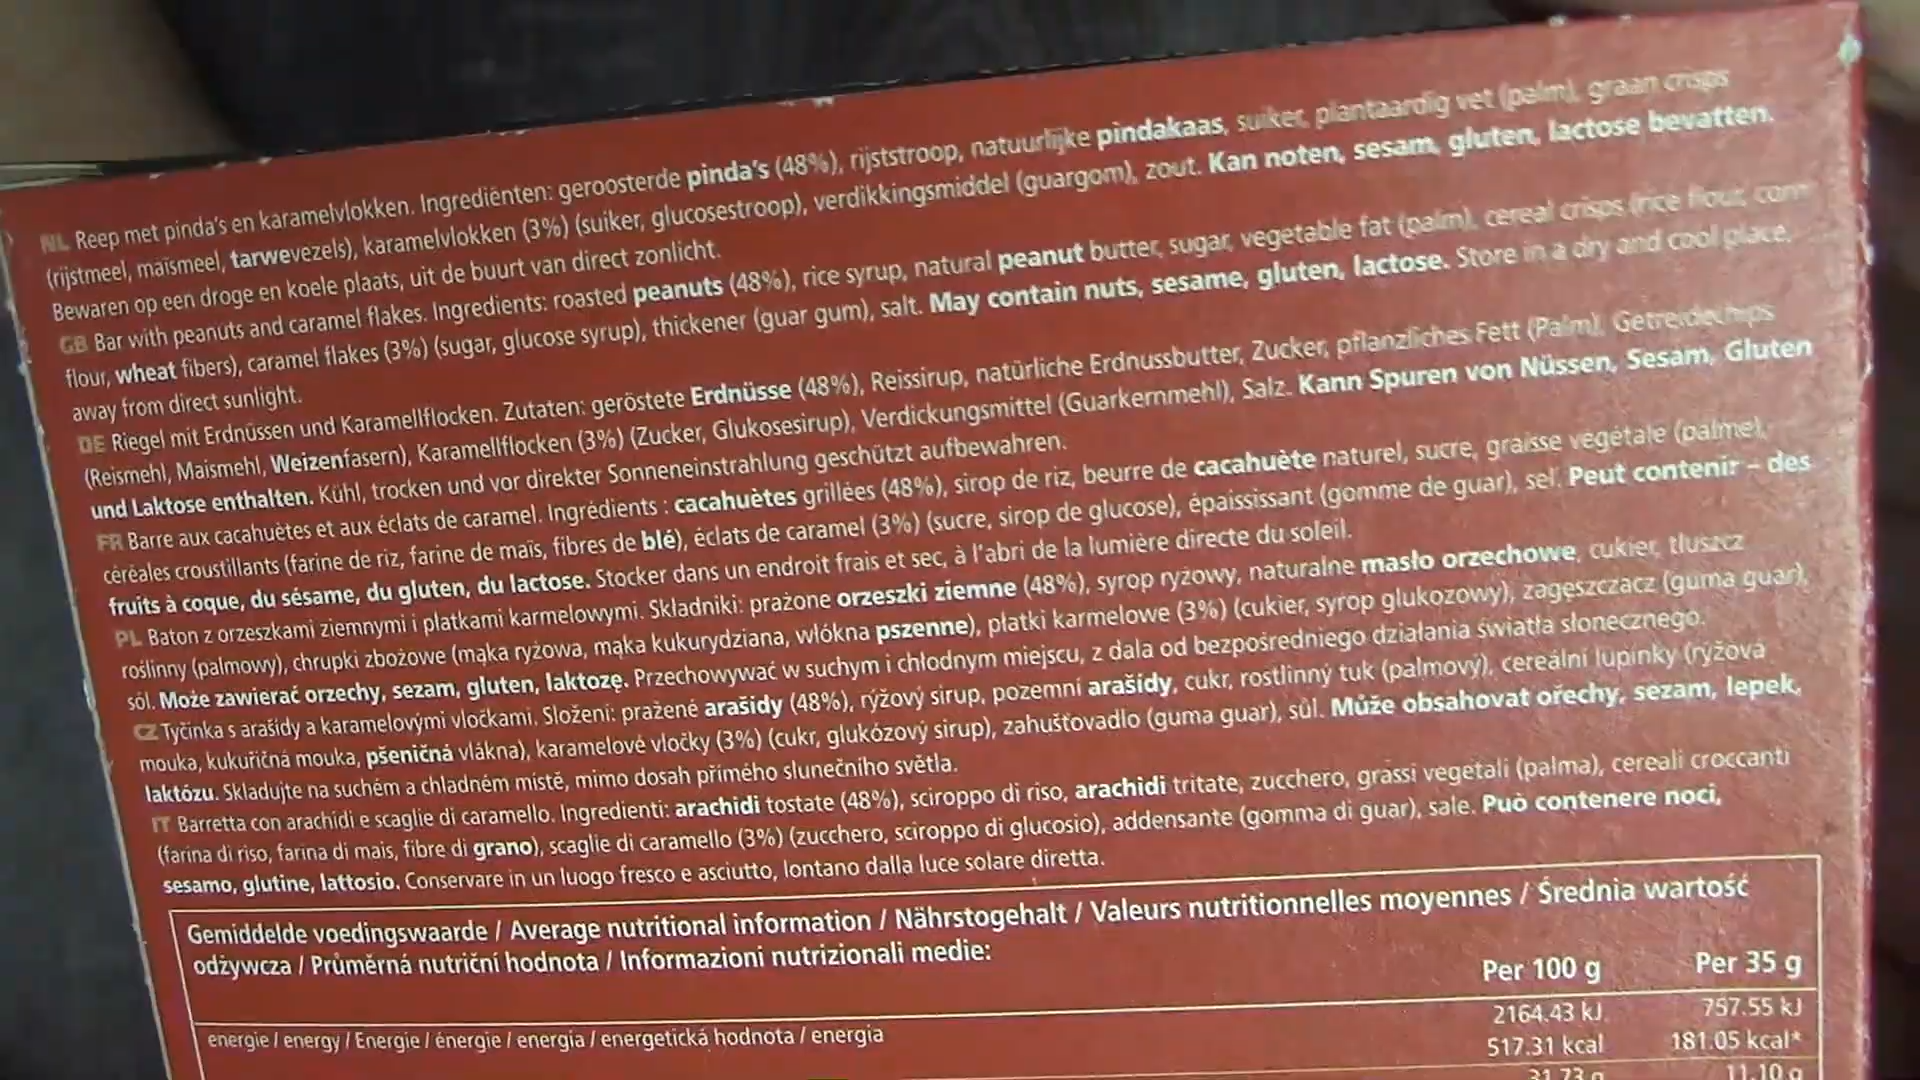 NL Reep met pinda's en karamelvlokken. Ingrediënten: geroosterde pinda's (48%), rijststroop, natuurlijke pindakaas, suiker, plantaardig vet (palm), graan crisps
(rijstmeel, maïsmeel, tarwevezels), karamelvlokken (3%) (suiker, glucosestroop), verdikkingsmiddel (guargom), zout. Kan noten, sesam, gluten, lactose bevatten.
Bewaren op een droge en koele plaats, uit de buurt van direct zonlicht.
GB Bar with peanuts and caramel flakes. Ingredients: roasted peanuts (48%), rice syrup, natural peanut butter, sugar, vegetable fat (palm), cereal crisps (rice flour, corn
flour, wheat fibers), caramel flakes (3%) (sugar, glucose syrup), thickener (guar gum), salt. May contain nuts, sesame, gluten, lactose. Store in a dry and cool place,
away from direct sunlight.
DE Riegel mit Erdnüssen und Karamellflocken. Zutaten: geröstete Erdnüsse (48%), Reissirup, natürliche Erdnussbutter, Zucker, pflanzliches Fett (Palm), Getreidechips
(Reismehl, Maismehl, Weizenfasern), Karamellflocken (3%) (Zucker, Glukosesirup), Verdickungsmittel (Guarkernmehl), Salz. Kann Spuren von Nüssen, Sesam, Gluten
und Laktose enthalten. Kühl, trocken und vor direkter Sonneneinstrahlung geschützt aufbewahren.
FR Barre aux cacahuètes et aux éclats de caramel. Ingrédients : cacahuètes grillées (48%), sirop de riz, beurre de cacahuète naturel, sucre, graisse végétale (palme),
céréales croustillants (farine de riz, farine de maïs, fibres de blé), éclats de caramel (3%) (sucre, sirop de glucose), épaississant (gomme de guar), sel. Peut contenir – des
fruits à coque, du sésame, du gluten, du lactose. Stocker dans un endroit frais et sec, à l'abri de la lumière directe du soleil.
PL Baton z orzeszkami ziemnymi i płatkami karmelowymi. Składniki: prażone orzeszki ziemne (48%), syrop ryżowy, naturalne masło orzechowe, cukier, tłuszcz
roślinny (palmowy), chrupki zbożowe (mąka ryżowa, mąka kukurydziana, włókna pszenne), płatki karmelowe (3%) (cukier, syrop glukozowy), zagęszczacz (guma guar),
sól. Może zawierać orzechy, sezam, gluten, laktozę. Przechowywać w suchym i chłodnym miejscu, z dala od bezpośredniego działania światła słonecznego.
CZ Tyčinka s arašídy a karamelovými vločkami. Složení: pražené arašídy (48%), rýžový sirup, pozemní arašídy, cukr, rostlinný tuk (palmový), cereální lupínky (rýžová
mouka, kukuřičná mouka, pšeničná vlákna), karamelové vločky (3%) (cukr, glukózový sirup), zahušťovadlo (guma guar), sůl. Může obsahovat ořechy, sezam, lepek,
laktózu. Skladujte na suchém a chladném místě, mimo dosah přímého slunečního světla.
IT Barretta con arachidi e scaglie di caramello. Ingredienti: arachidi tostate (48%), sciroppo di riso, arachidi tritate, zucchero, grassi vegetali (palma), cereali croccanti
(farina di riso, farina di mais, fibre di grano), scaglie di caramello (3%) (zucchero, sciroppo di glucosio), addensante (gomma di guar), sale. Può contenere noci,
sesamo, glutine, lattosio. Conservare in un luogo fresco e asciutto, lontano dalla luce solare diretta.
Gemiddelde voedingswaarde / Average nutritional information / Nährstogehalt / Valeurs nutritionnelles moyennes / Średnia wartość
odżywcza / Průměrná nutriční hodnota / Informazioni nutrizionali medie:
Per 100 g Per 35 g
energie / energy / Energie / énergie / energia / energetická hodnota / energia 2164.43 kJ 757.55 kJ
517.31 kcal 181.05 kcal*
31.73 g 11.10 g